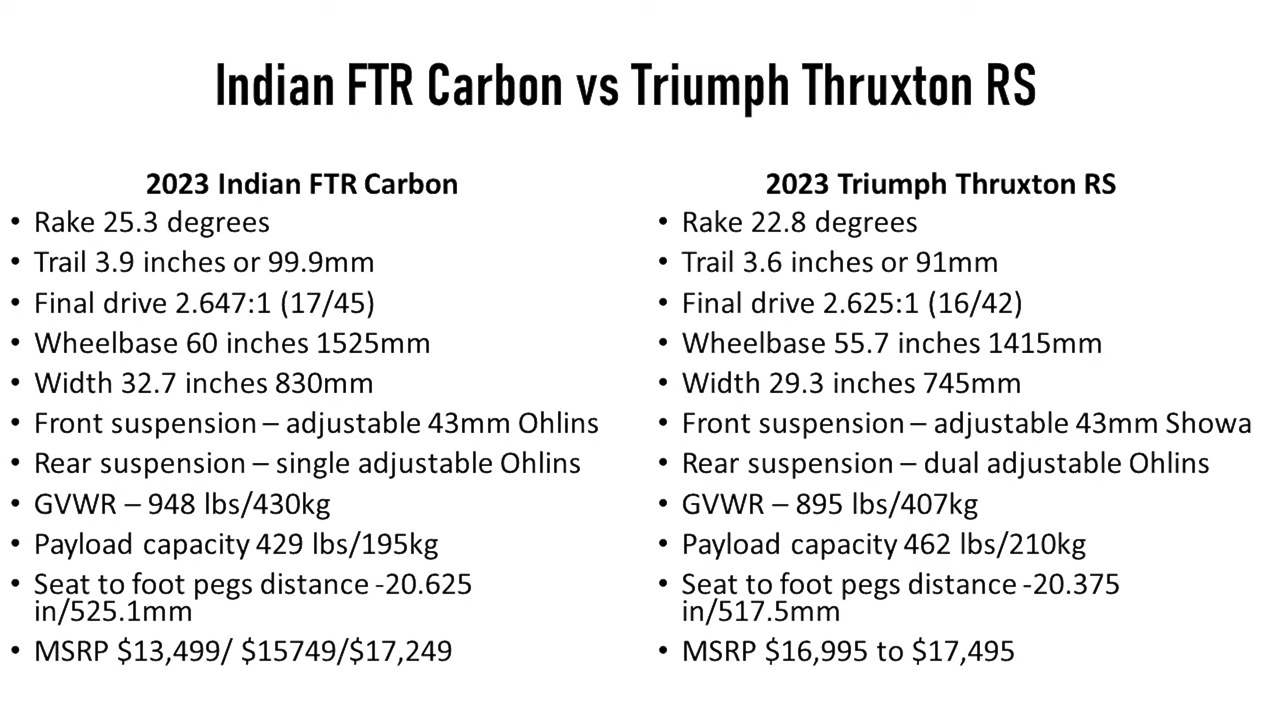 Indian FTR Carbon vs Triumph Thruxton RS
2023 Indian FTR Carbon
• Rake 25.3 degrees
• Trail 3.9 inches or 99.9mm
• Final drive 2.647:1 (17/45)
• Wheelbase 60 inches 1525mm
• Width 32.7 inches 830mm
• Front suspension – adjustable 43mm Ohlins
• Rear suspension – single adjustable Ohlins
• GVWR – 948 lbs/430kg
• Payload capacity 429 lbs/195kg
• Seat to foot pegs distance -20.625
in/525.1mm
• MSRP $13,499/ $15749/$17,249
2023 Triumph Thruxton RS
• Rake 22.8 degrees
• Trail 3.6 inches or 91mm
• Final drive 2.625:1 (16/42)
• Wheelbase 55.7 inches 1415mm
• Width 29.3 inches 745mm
• Front suspension – adjustable 43mm Showa
• Rear suspension – dual adjustable Ohlins
• GVWR – 895 lbs/407kg
• Payload capacity 462 lbs/210kg
• Seat to foot pegs distance -20.375
in/517.5mm
• MSRP $16,995 to $17,495